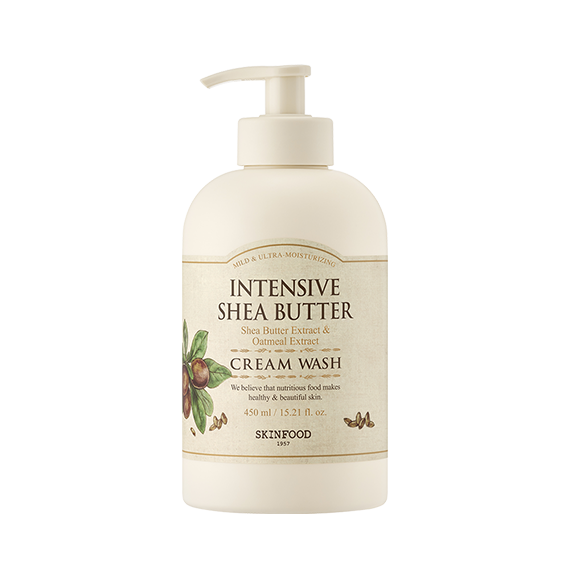 MILD & ULTRA-MOISTURIZING
INTENSIVE
SHEA BUTTER
Shea Butter Extract &
Oatmeal Extract
CREAM WASH
We believe that nutritious food makes
healthy & beautiful skin.
450 ml / 15.21 fl. oz.
SKINFOOD
1957